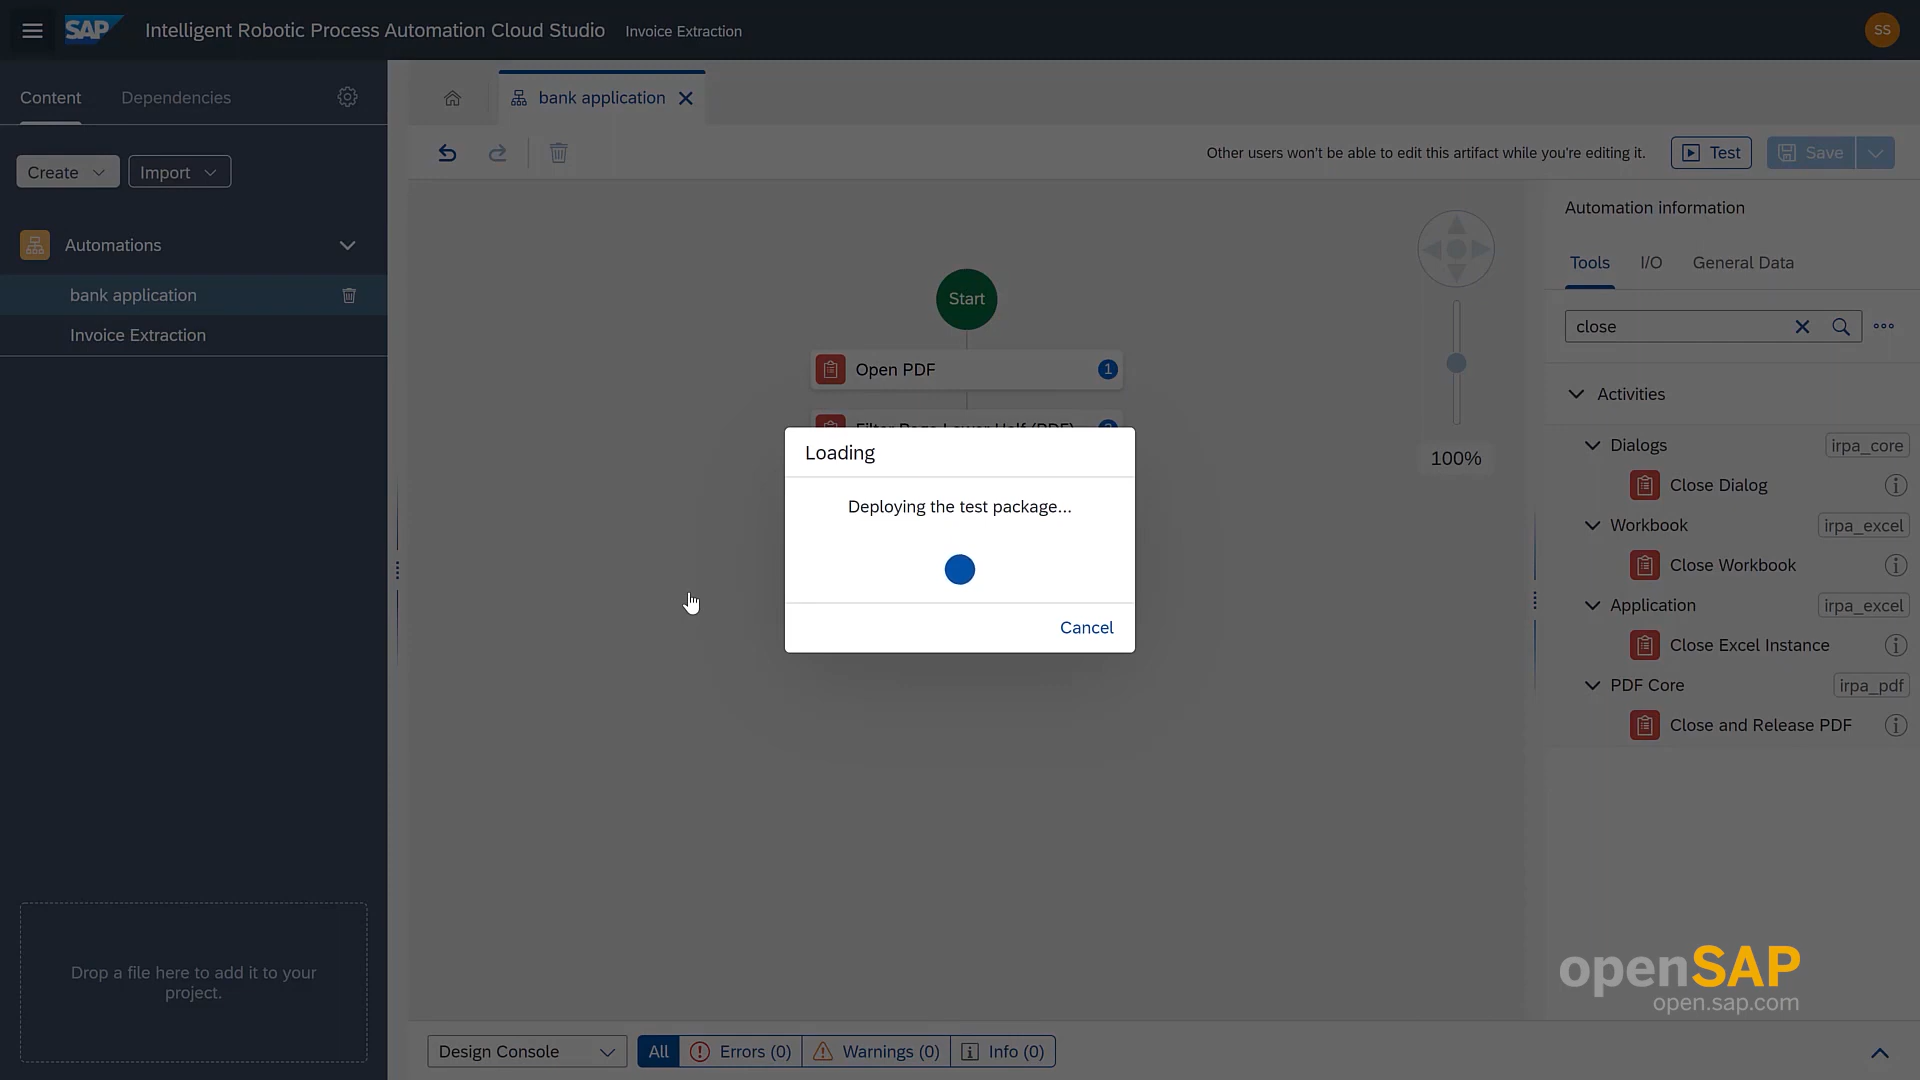 SAP
Intelligent Robotic Process Automation Cloud Studio
Invoice Extraction
SS
Content
Dependencies
Create
Import
Automations
bank application
Invoice Extraction
Drop a file here to add it to your
project.
bank application
Other users won't be able to edit this artifact while you're editing it.
Test
Save
Start
Open PDF
1
Filter Page Lower Half (PDF)
Loading
Deploying the test package...
Cancel
100%
Automation information
Tools
I/O
General Data
close
Activities
Dialogs
irpa_core
Close Dialog
Workbook
irpa_excel
Close Workbook
Application
irpa_excel
Close Excel Instance
PDF Core
irpa_pdf
Close and Release PDF
openSAP
open.sap.com
Design Console
All
Errors (0)
Warnings (0)
Info (0)